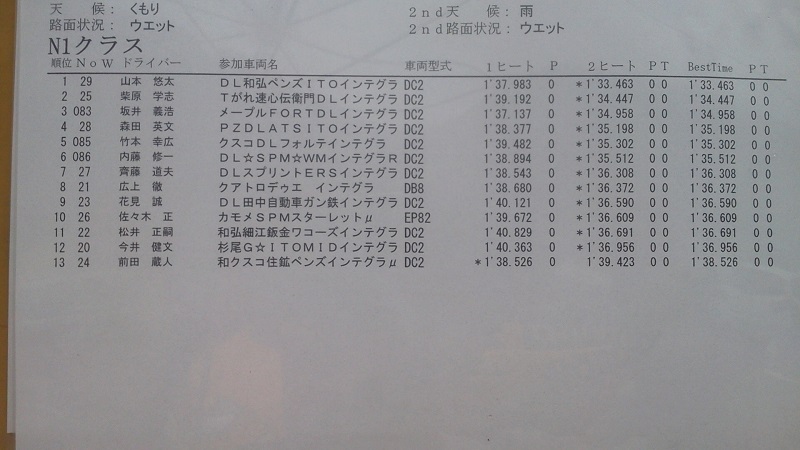 天　候： くもり　　2nd天　候： 雨
路面状況： ウエット　　2nd路面状況： ウエット
N1クラス
順位 No W ドライバー 参加車両名 車両型式 1ヒート P 2ヒート PT BestTime PT
1 29 山本 悠太 DL和弘ペンズITOインテグラ DC2 1'37.983 0 *1'33.463 0 0 1'33.463 0 0
2 25 柴原 学志 Tがれ速心伝衛門DLインテグラ DC2 1'39.192 0 *1'34.447 0 0 1'34.447 0 0
3 083 坂井 義浩 メープルFORTDLインテグラ DC2 1'37.137 0 *1'34.958 0 0 1'34.958 0 0
4 28 森田 英文 PZDLATSITOインテグラ DC2 1'38.377 0 *1'35.198 0 0 1'35.198 0 0
5 085 竹本 幸広 クスコDLフォルテインテグラ DC2 1'39.482 0 *1'35.302 0 0 1'35.302 0 0
6 086 内藤 修一 DL☆SPM☆WMインテグラR DC2 1'38.894 0 *1'35.512 0 0 1'35.512 0 0
7 27 齊藤 道夫 DLスプリントERSインテグラ DC2 1'38.543 0 *1'36.308 0 0 1'36.308 0 0
8 21 広上 徹 クアトロデゥエ インテグラ DB8 1'38.680 0 *1'36.372 0 0 1'36.372 0 0
9 23 花見 誠 DL田中自動車ガン鉄インテグラ DC2 1'40.121 0 *1'36.590 0 0 1'36.590 0 0
10 26 佐々木 正 カモメSPMスターレットμ EP82 1'39.672 0 *1'36.609 0 0 1'36.609 0 0
11 22 松井 正嗣 和弘細江鈑金ワコーズインテグラ DC2 1'40.829 0 *1'36.691 0 0 1'36.691 0 0
12 20 今井 健文 杉尾G☆ITOMIDインテグラ DC2 1'40.363 0 *1'36.956 0 0 1'36.956 0 0
13 24 前田 蔵人 和クスコ住鉱ペンズインテグラμ DC2 *1'38.526 0 1'39.423 0 0 1'38.526 0 0